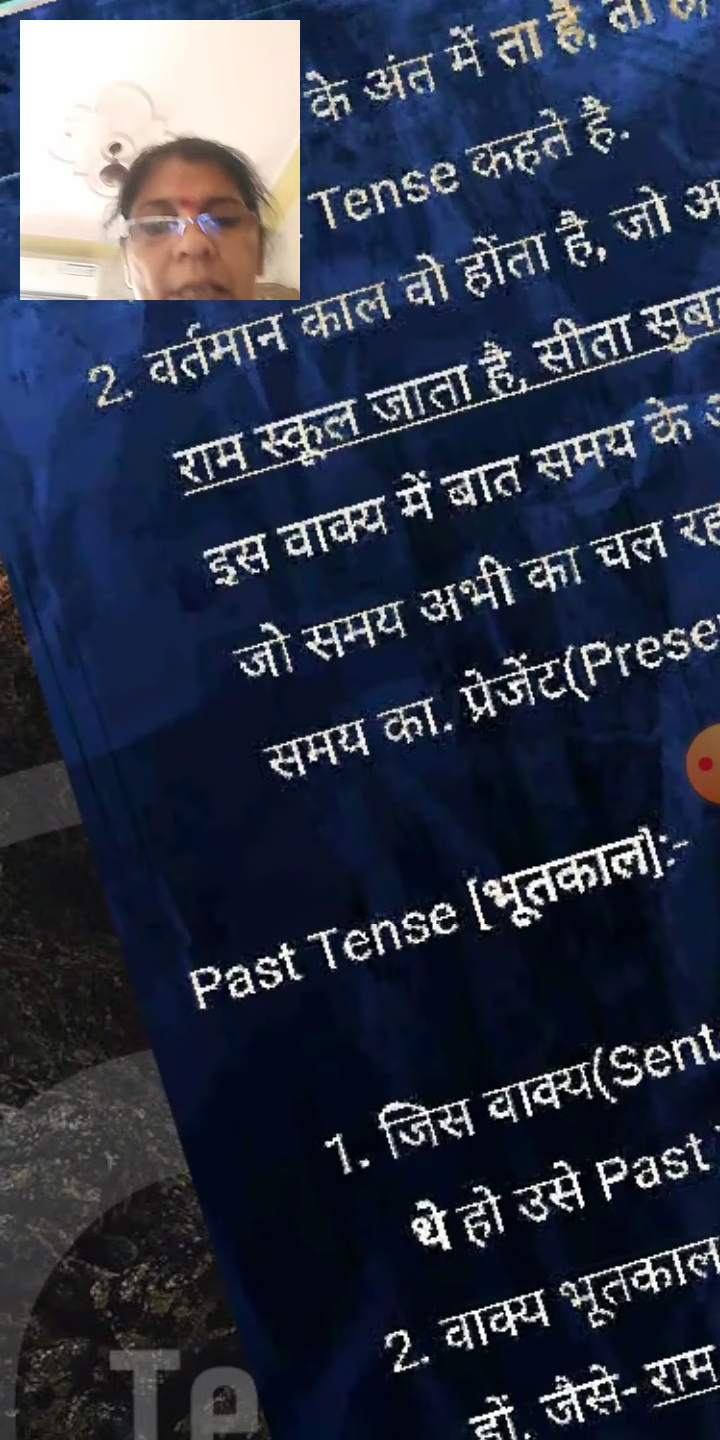 के अंत में ता है, ती
Tense कहते है.
2. वर्तमान काल वो होंता है, जो
राम स्कूल जाता है, सीता
इस वाक्य में बात समय के
जो समय अभी का चल
समय का. प्रेजेंट(Prese
Past Tense [भूतकाल]:-
1. जिस वाक्य(Sent
थे हो उसे Past
2. वाक्य भूतकाल
हों. जैसे- राम
Te